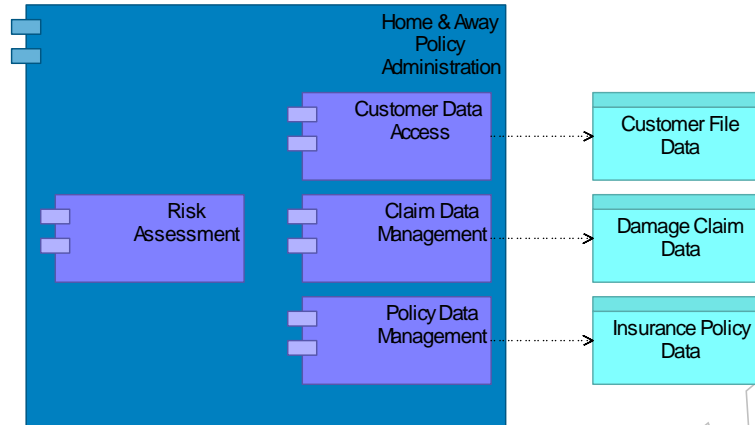 Home & Away
Policy
Administration
Customer Data
Access
Customer File
Data
Risk
Assessment
Claim Data
Management
Damage Claim
Data
Policy Data
Management
Insurance Policy
Data